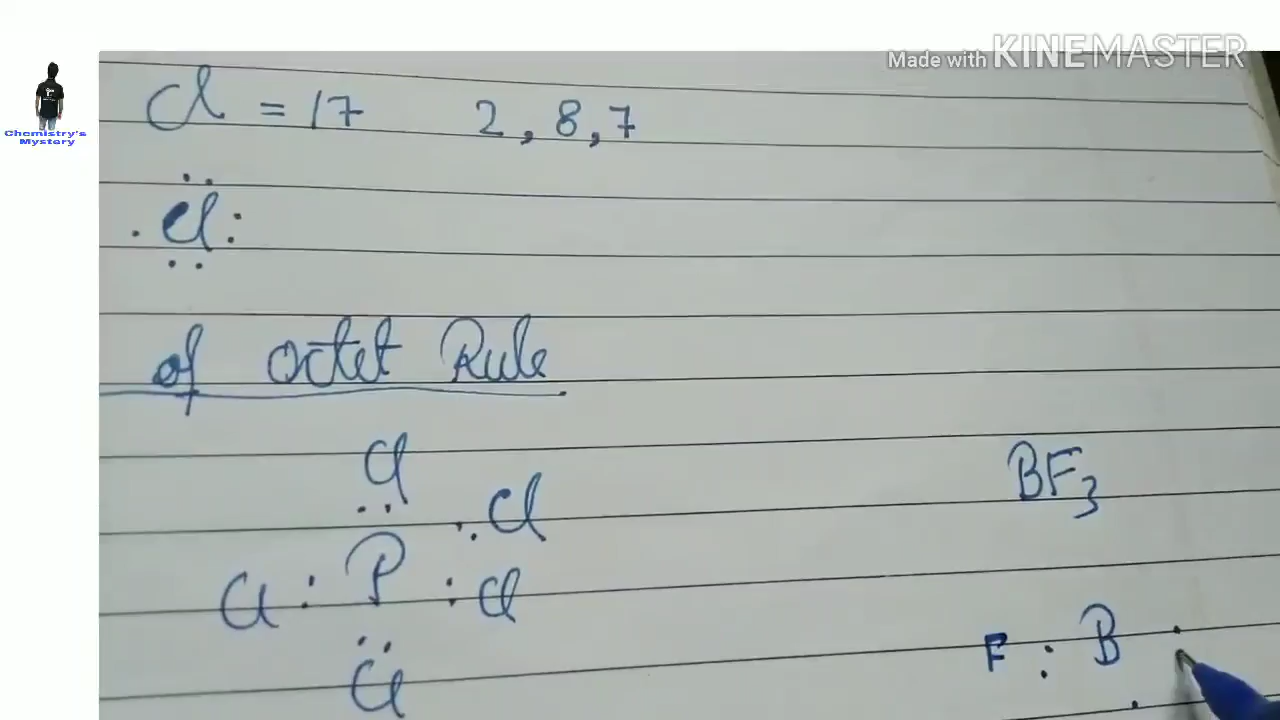 Made with KINEMASTER
Chemistry's
Mystery
Cl = 17 2, 8, 7
Cl
of Octet Rule
Cl
Cl
BF3
Cl : P : Cl
F : B
Cl